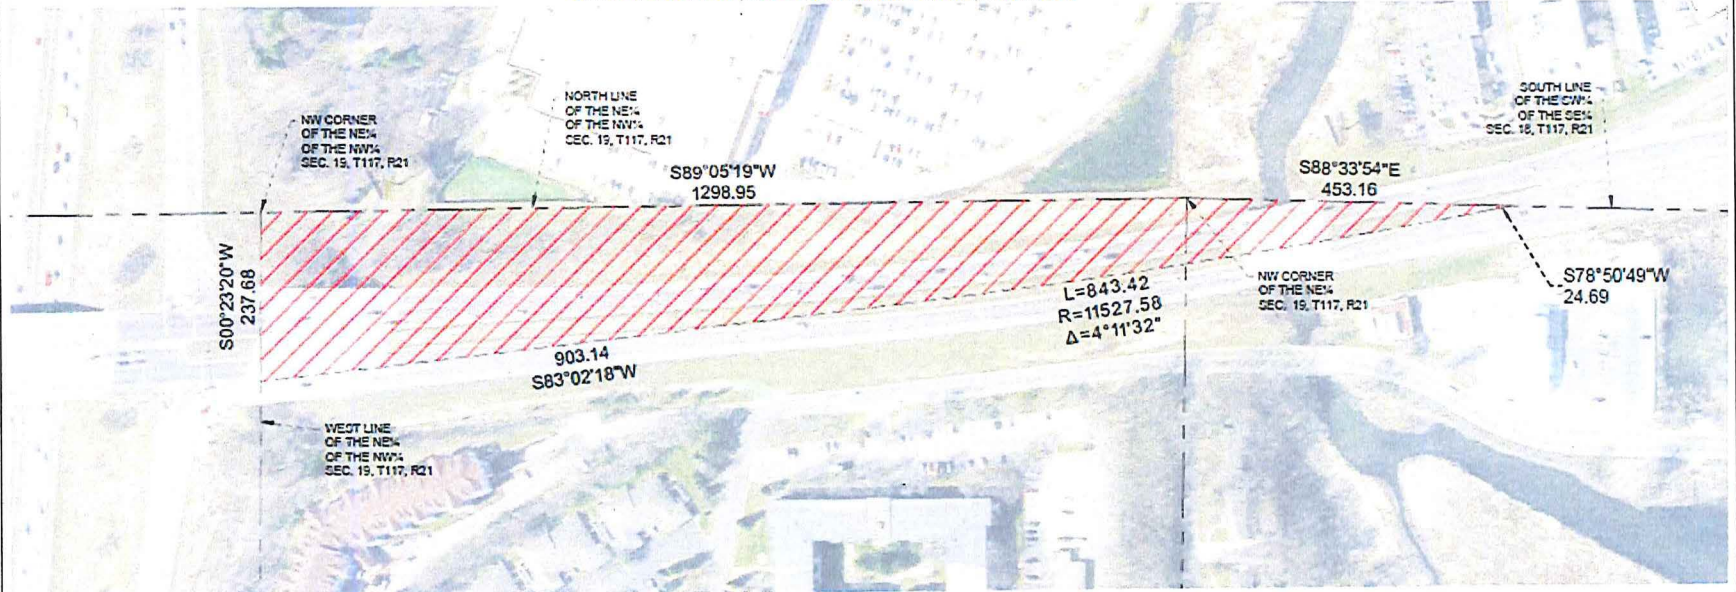 NW CORNER
OF THE NE¼
OF THE NW¼
SEC. 19, T117, R21
NORTH LINE
OF THE NE¼
OF THE NW¼
SEC. 19, T117, R21
SOUTH LINE
OF THE SW¼
OF THE SE¼
SEC. 18, T117, R21
S89°05'19"W
1298.95
S88°33'54"E
453.16
S00°23'20"W
237.68
L=843.42
R=11527.58
Δ=4°11'32"
NW CORNER
OF THE NE¼
SEC. 19, T117, R21
S78°50'49"W
24.69
903.14
S83°02'18"W
WEST LINE
OF THE NE¼
OF THE NW¼
SEC. 19, T117, R21